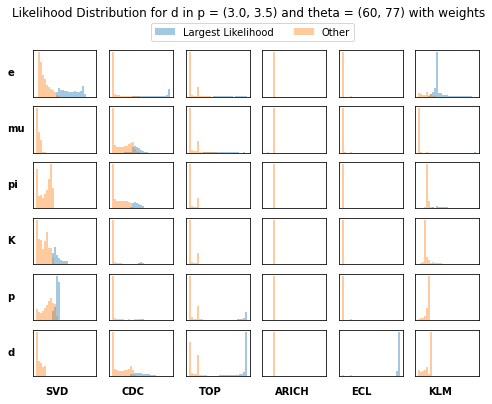 Likelihood Distribution for d in p = (3.0, 3.5) and theta = (60, 77) with weights
Largest Likelihood Other
e
mu
pi
K
p
d
SVD CDC TOP ARICH ECL KLM